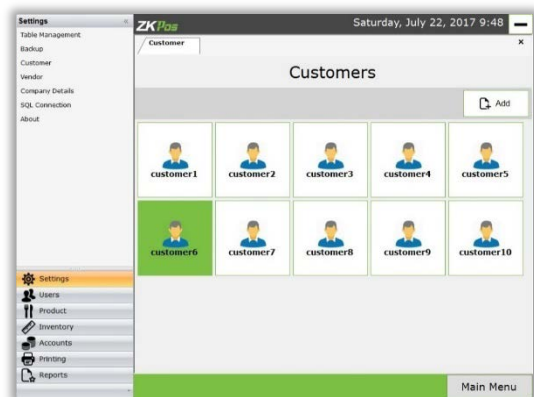 Settings
Table Management
Backup
Customer
Vendor
Company Details
SQL Connection
About
Settings
Users
Product
Inventory
Accounts
Printing
Reports
ZKPos
Saturday, July 22, 2017 9:48
Customer
Customers
Add
customer1 customer2 customer3 customer4 customer5
customer6 customer7 customer8 customer9 customer10
Main Menu